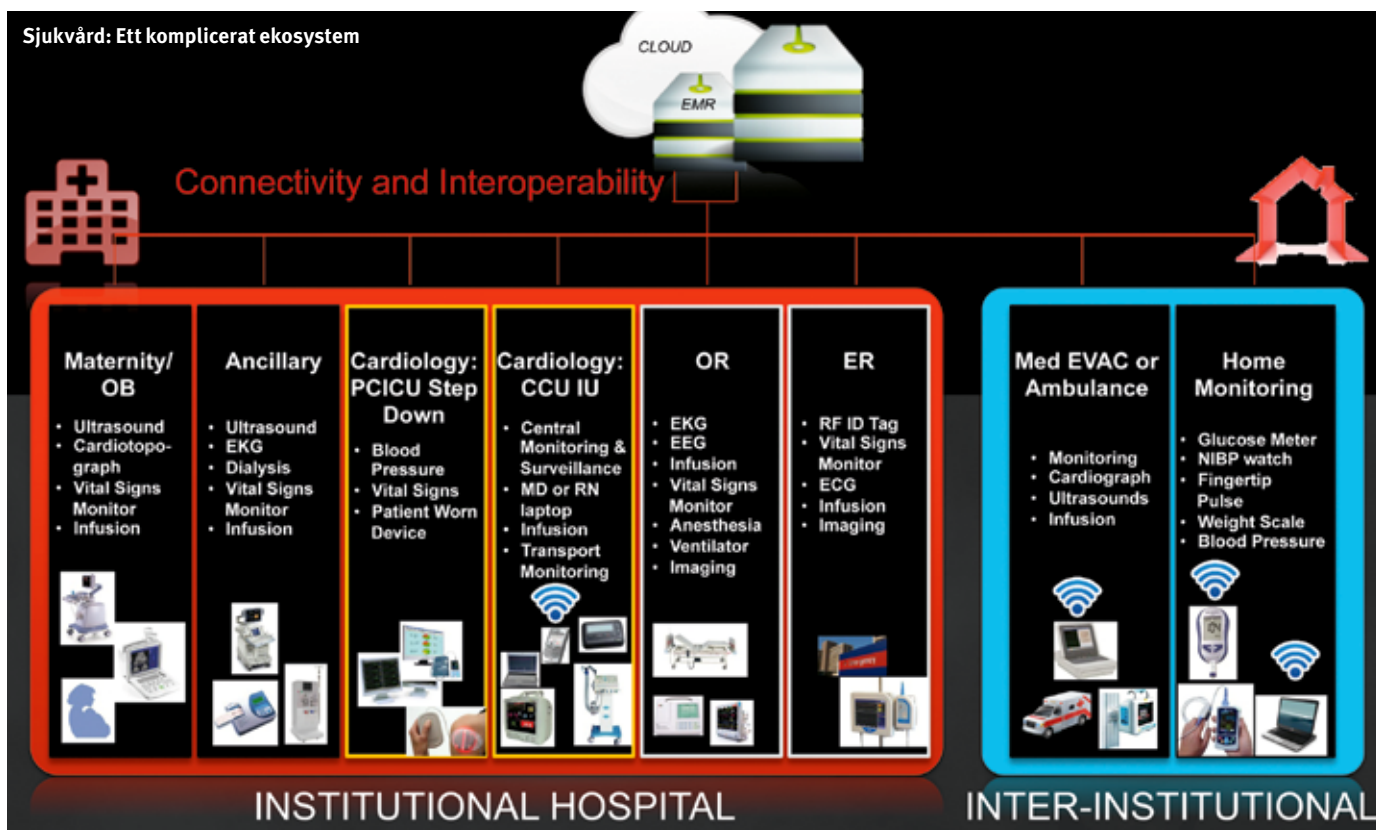 Sjukvård: Ett komplicerat ekosystem
CLOUD
EMR
Connectivity and Interoperability
Maternity/
OB
• Ultrasound
• Cardiotopo-
graph
• Vital Signs
Monitor
• Infusion
Ancillary
• Ultrasound
• EKG
• Dialysis
• Vital Signs
Monitor
• Infusion
Cardiology:
PCICU Step
Down
• Blood
Pressure
• Vital Signs
• Patient Worn
Device
Cardiology:
CCU IU
• Central
Monitoring &
Surveillance
• MD or RN
laptop
• Infusion
• Transport
Monitoring
OR
• EKG
• EEG
• Infusion
• Vital Signs
Monitor
• Anesthesia
• Ventilator
• Imaging
ER
• RF ID Tag
• Vital Signs
Monitor
• ECG
• Infusion
• Imaging
Med EVAC or
Ambulance
• Monitoring
• Cardiograph
• Ultrasounds
• Infusion
Home
Monitoring
• Glucose Meter
• NIBP watch
• Fingertip
Pulse
• Weight Scale
• Blood Pressure
INSTITUTIONAL HOSPITAL
INTER-INSTITUTIONAL